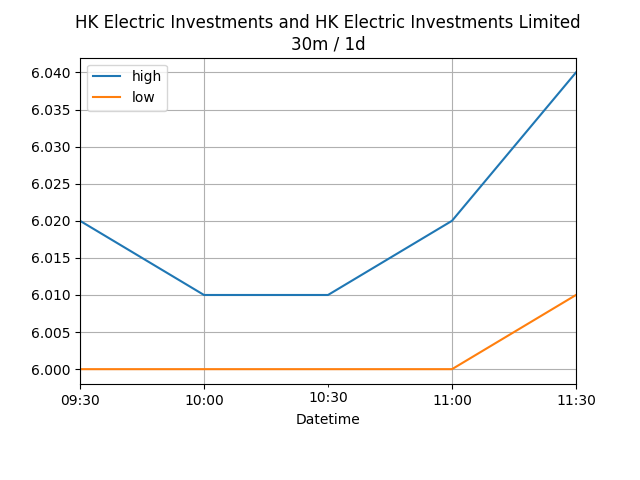 HK Electric Investments and HK Electric Investments Limited
30m / 1d
high
low
6.040
6.035
6.030
6.025
6.020
6.015
6.010
6.005
6.000
09:30 10:00 10:30 11:00 11:30
Datetime